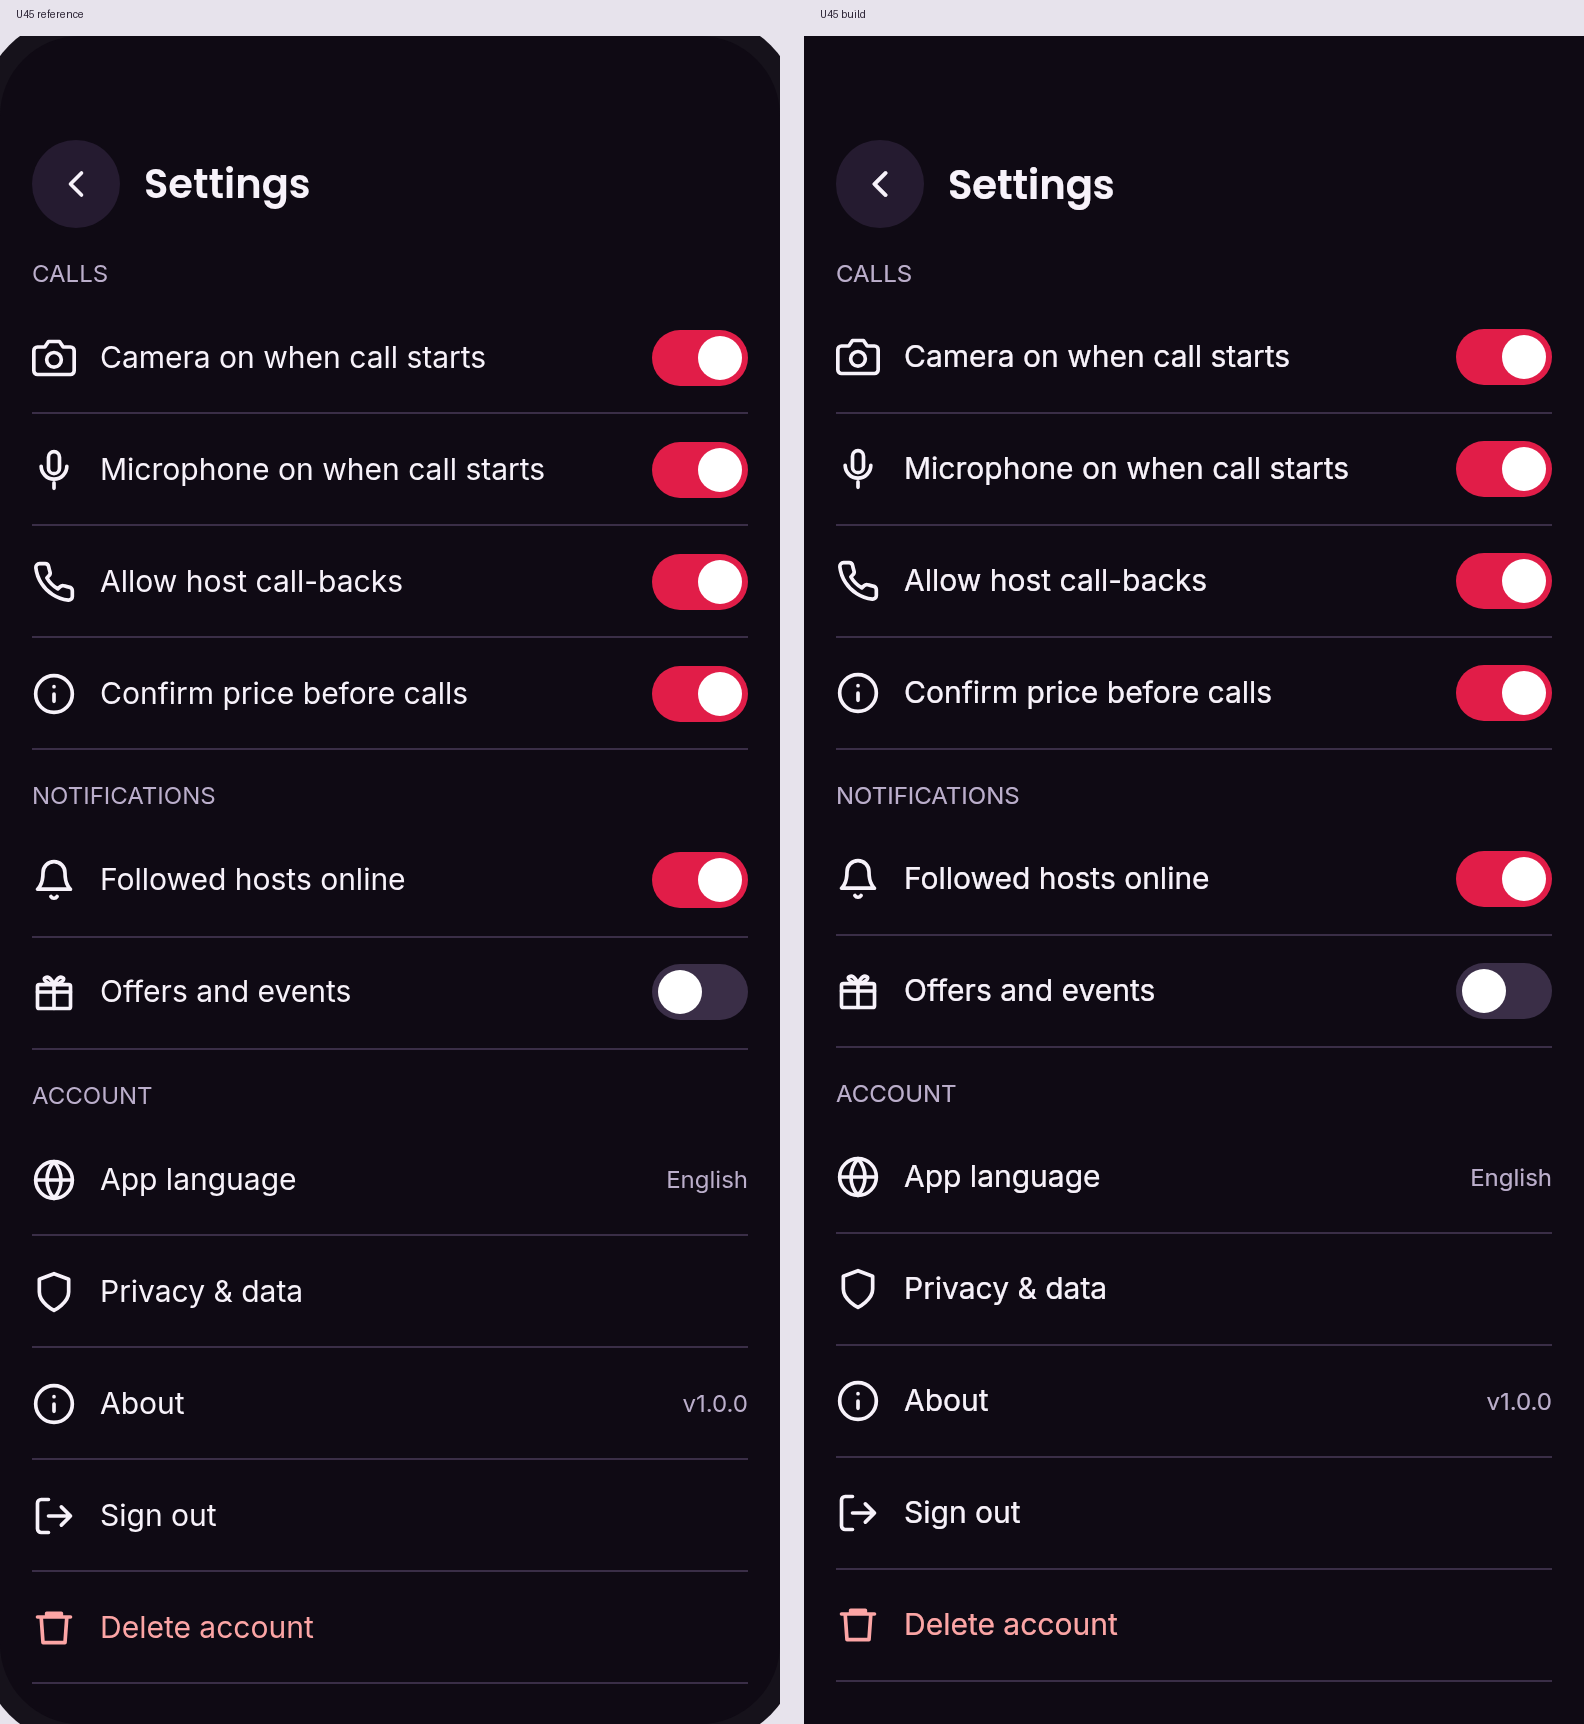 U45 reference
Settings
CALLS
Camera on when call starts
Microphone on when call starts
Allow host call-backs
Confirm price before calls
NOTIFICATIONS
Followed hosts online
Offers and events
ACCOUNT
App language English
Privacy & data
About v1.0.0
Sign out
Delete account
U45 build
Settings
CALLS
Camera on when call starts
Microphone on when call starts
Allow host call-backs
Confirm price before calls
NOTIFICATIONS
Followed hosts online
Offers and events
ACCOUNT
App language English
Privacy & data
About v1.0.0
Sign out
Delete account